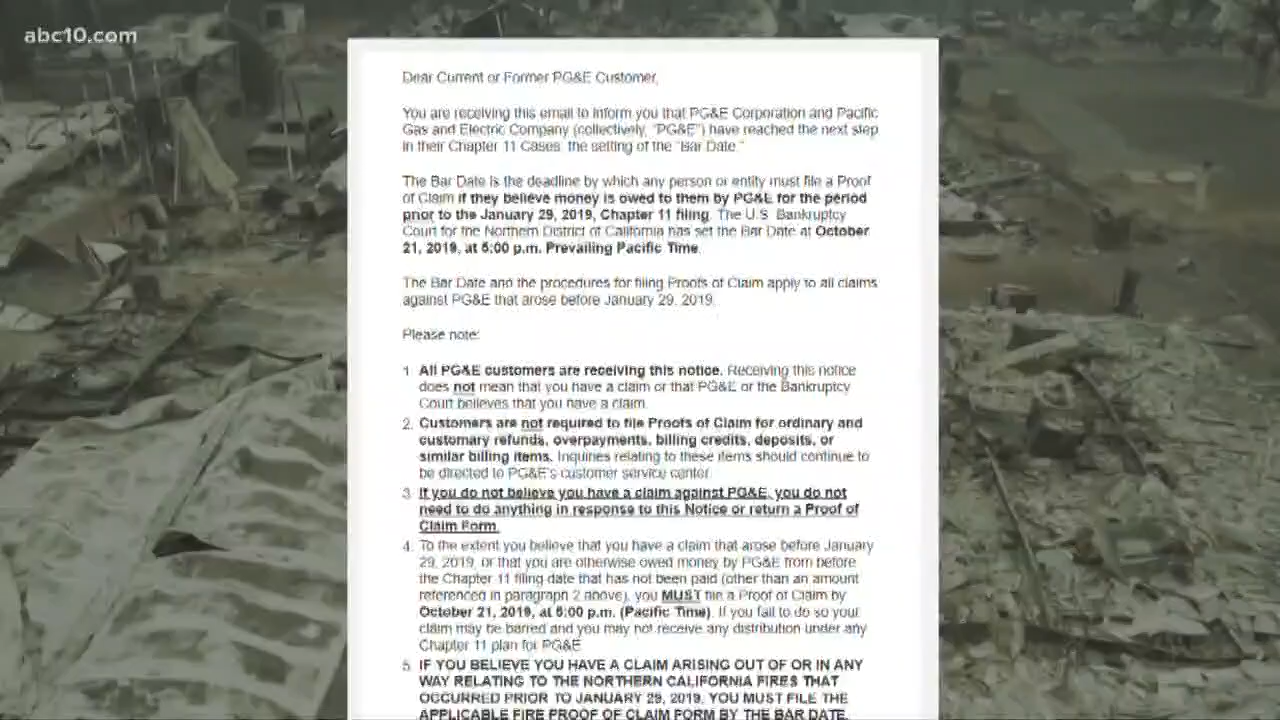 abc10.com
Dear Current or Former PG&E Customer,
You are receiving this email to inform you that PG&E Corporation and Pacific
Gas and Electric Company (collectively, "PG&E") have reached the next step
in their Chapter 11 Cases: the setting of the "Bar Date."
The Bar Date is the deadline by which any person or entity must file a Proof
of Claim if they believe money is owed to them by PG&E for the period
prior to the January 29, 2019, Chapter 11 filing. The U.S. Bankruptcy
Court for the Northern District of California has set the Bar Date at October
21, 2019, at 5:00 p.m. Prevailing Pacific Time.
The Bar Date and the procedures for filing Proofs of Claim apply to all claims
against PG&E that arose before January 29, 2019.
Please note:
1. All PG&E customers are receiving this notice. Receiving this notice
does not mean that you have a claim or that PG&E or the Bankruptcy
Court believes that you have a claim.
2. Customers are not required to file Proofs of Claim for ordinary and
customary refunds, overpayments, billing credits, deposits, or
similar billing items. Inquiries relating to these items should continue to
be directed to PG&E's customer service center.
3. If you do not believe you have a claim against PG&E, you do not
need to do anything in response to this Notice or return a Proof of
Claim Form.
4. To the extent you believe that you have a claim that arose before January
29, 2019, or that you are otherwise owed money by PG&E from before
the Chapter 11 filing date that has not been paid (other than an amount
referenced in paragraph 2 above), you MUST file a Proof of Claim by
October 21, 2019, at 5:00 p.m. (Pacific Time). If you fail to do so your
claim may be barred and you may not receive any distribution under any
Chapter 11 plan for PG&E.
5. IF YOU BELIEVE YOU HAVE A CLAIM ARISING OUT OF OR IN ANY
WAY RELATING TO THE NORTHERN CALIFORNIA FIRES THAT
OCCURRED PRIOR TO JANUARY 29, 2019, YOU MUST FILE THE
APPLICABLE FIRE PROOF OF CLAIM FORM BY THE BAR DATE.